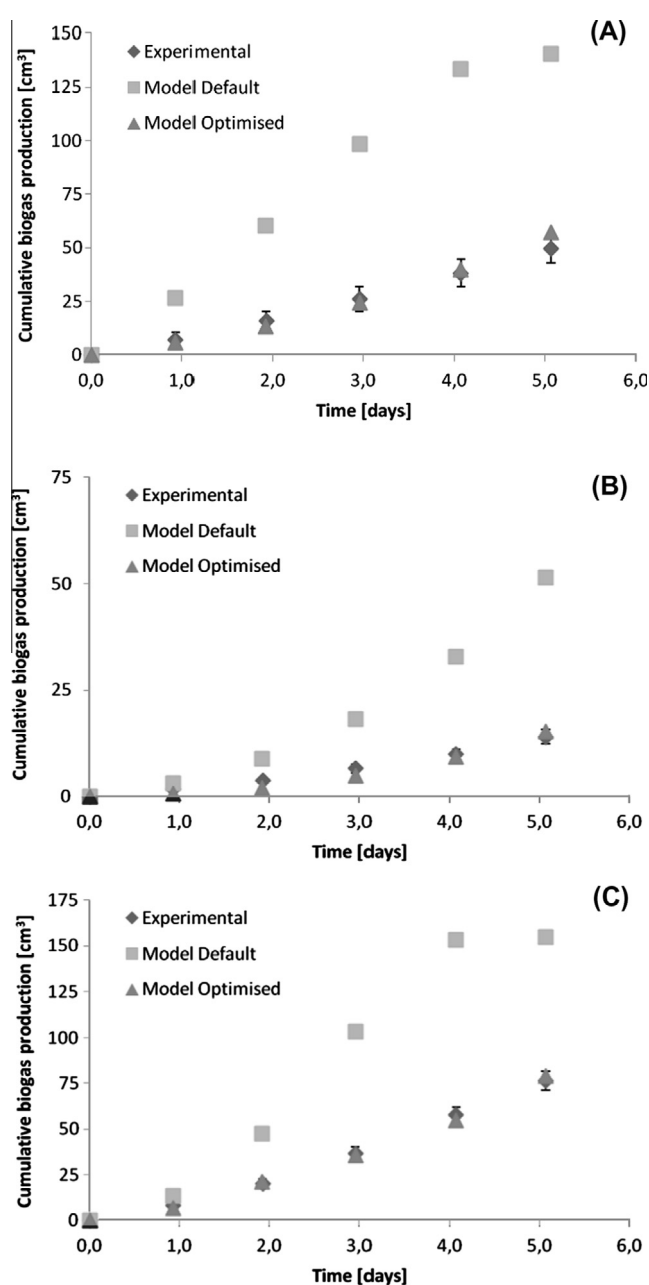 (A)
150
125
100
75
50
25
0
Cumulative biogas production [cm³]
Experimental
Model Default
Model Optimised
0,0 1,0 2,0 3,0 4,0 5,0 6,0
Time [days]
(B)
75
50
25
0
Cumulative biogas production [cm³]
Experimental
Model Default
Model Optimised
0,0 1,0 2,0 3,0 4,0 5,0 6,0
Time [days]
(C)
175
150
125
100
75
50
25
0
Cumulative biogas production [cm³]
Experimental
Model Default
Model Optimised
0,0 1,0 2,0 3,0 4,0 5,0 6,0
Time [days]